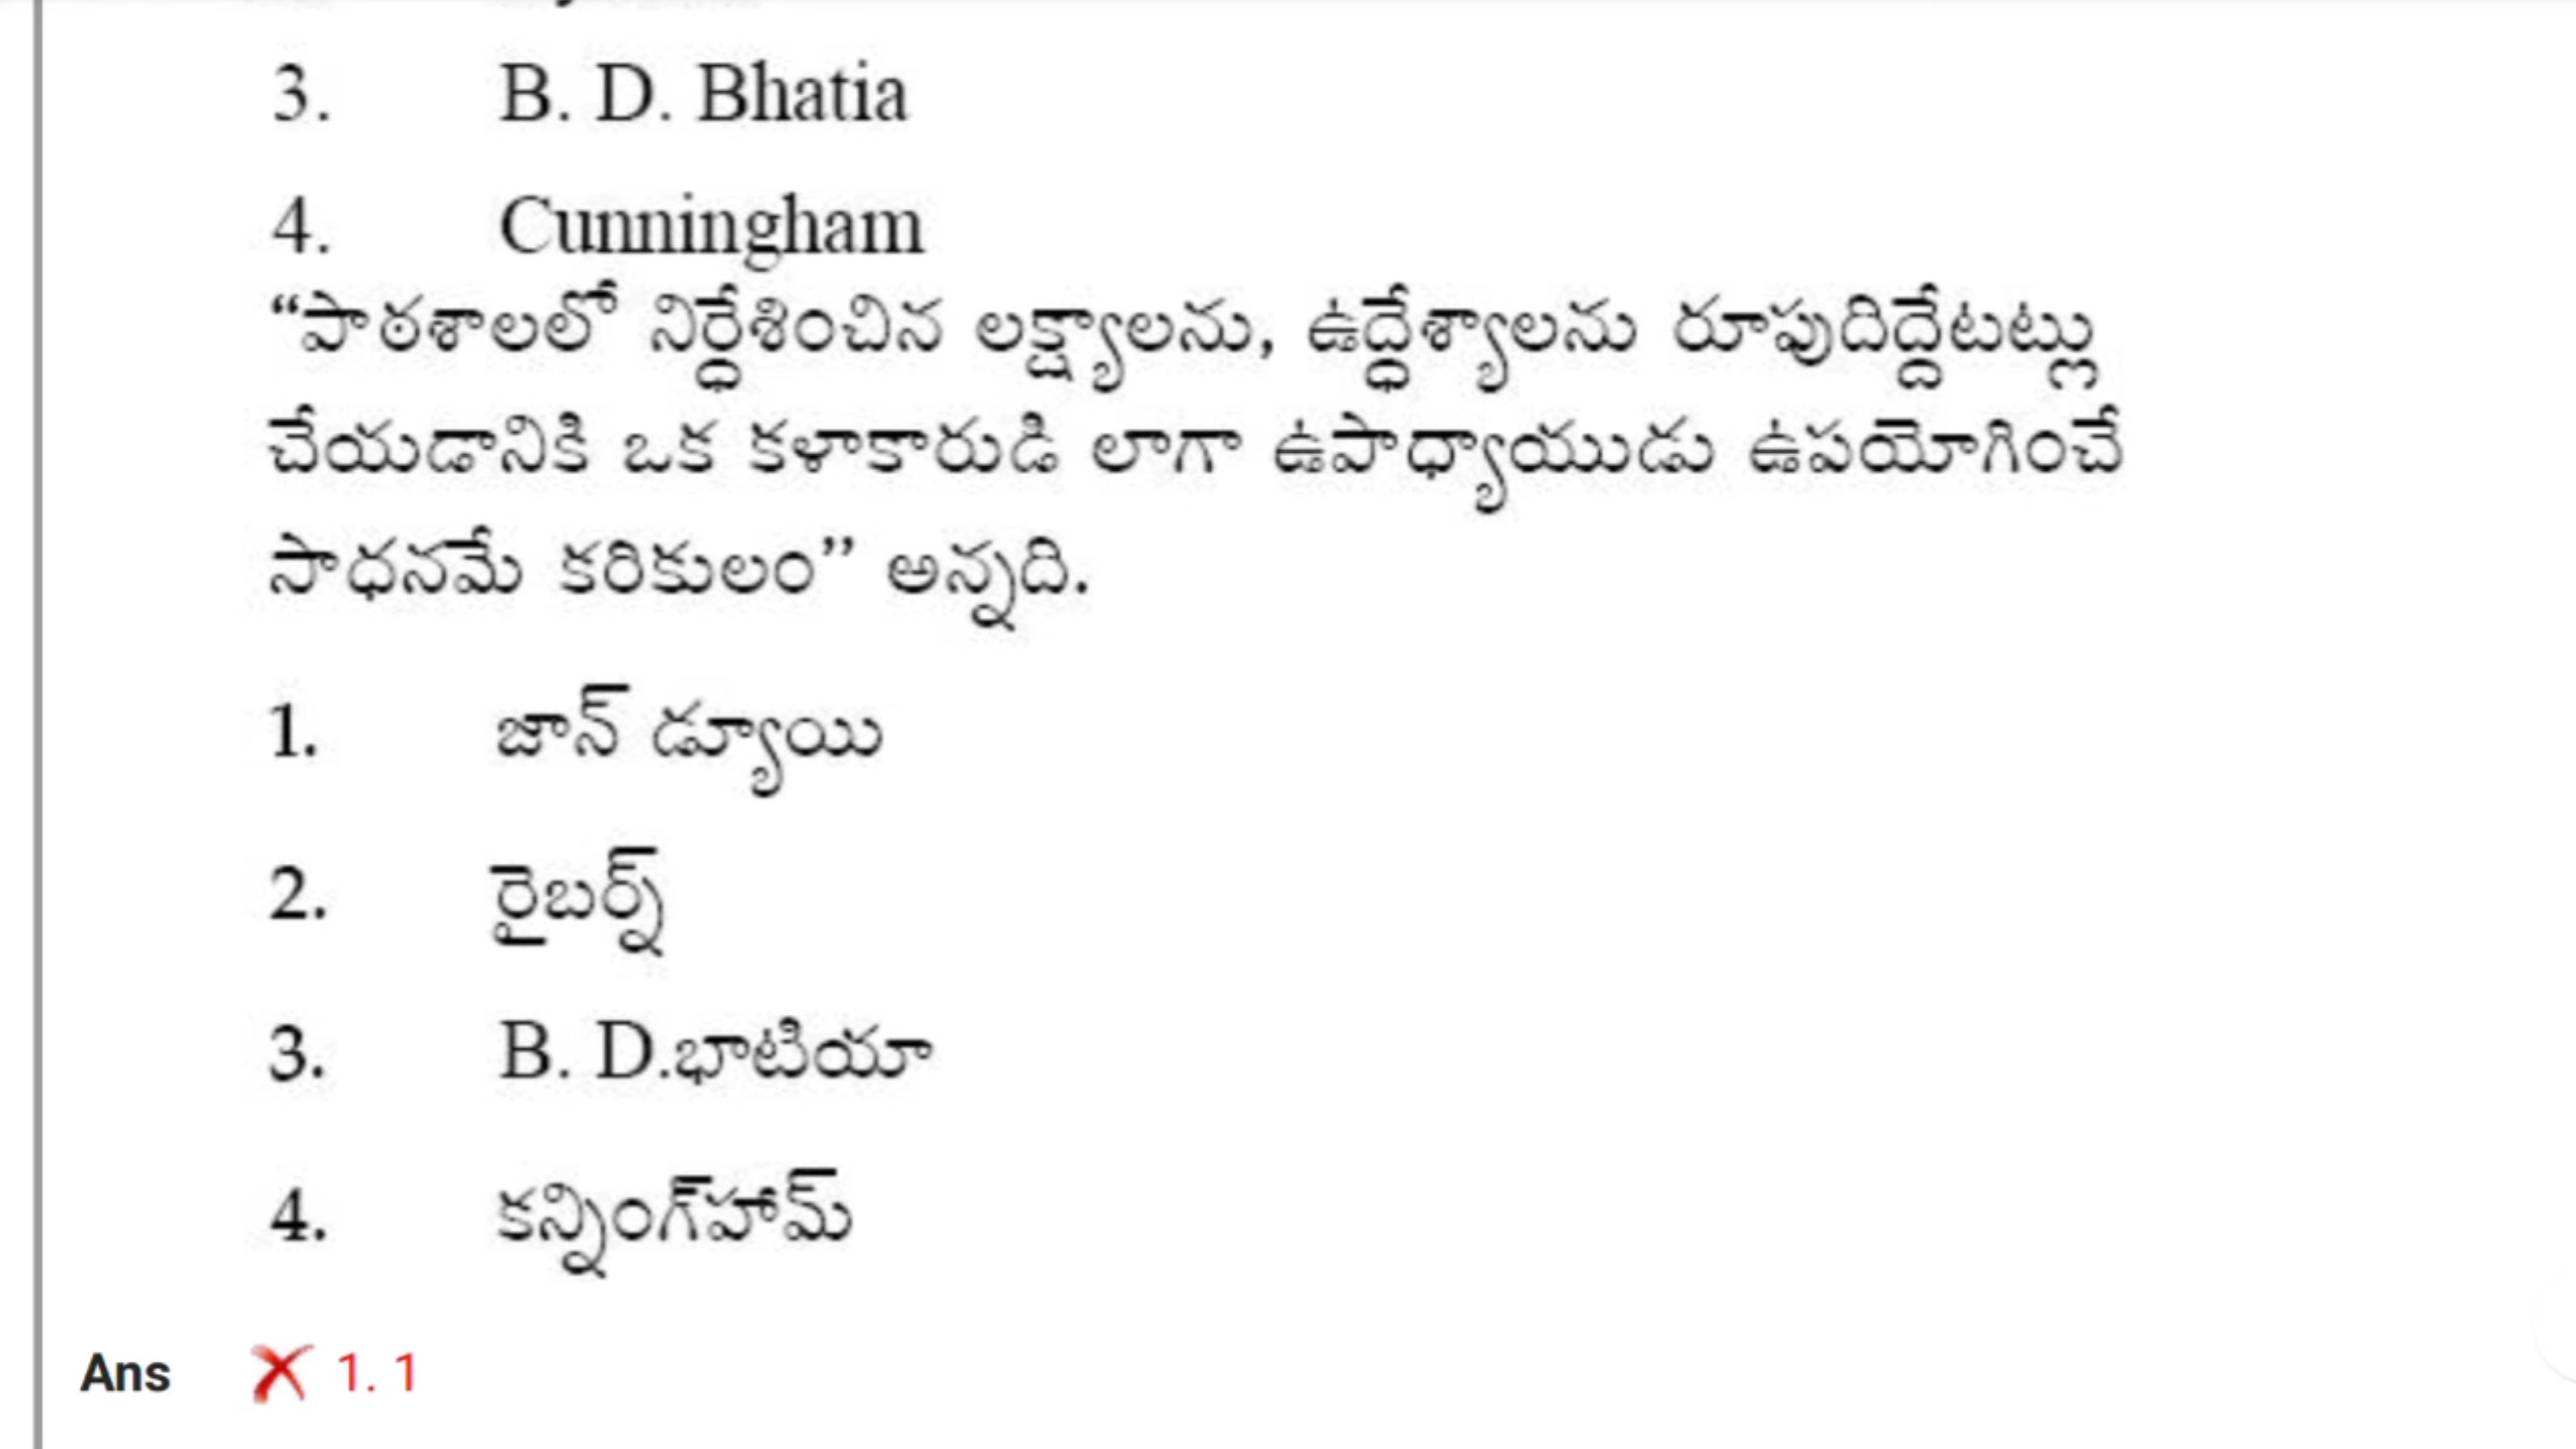 3. B. D. Bhatia
4. Cunningham
“పాఠశాలలో నిర్ధేశించిన లక్ష్యాలను, ఉద్ధేశ్యాలను రూపుదిద్దేటట్లు
చేయడానికి ఒక కళాకారుడి లాగా ఉపాధ్యాయుడు ఉపయోగించే
సాధనమే కరికులం” అన్నది.
1. జాన్ డ్యూయి
2. రైబర్న్
3. B. D.భాటియా
4. కన్నింగ్‌హామ్
Ans 1. 1